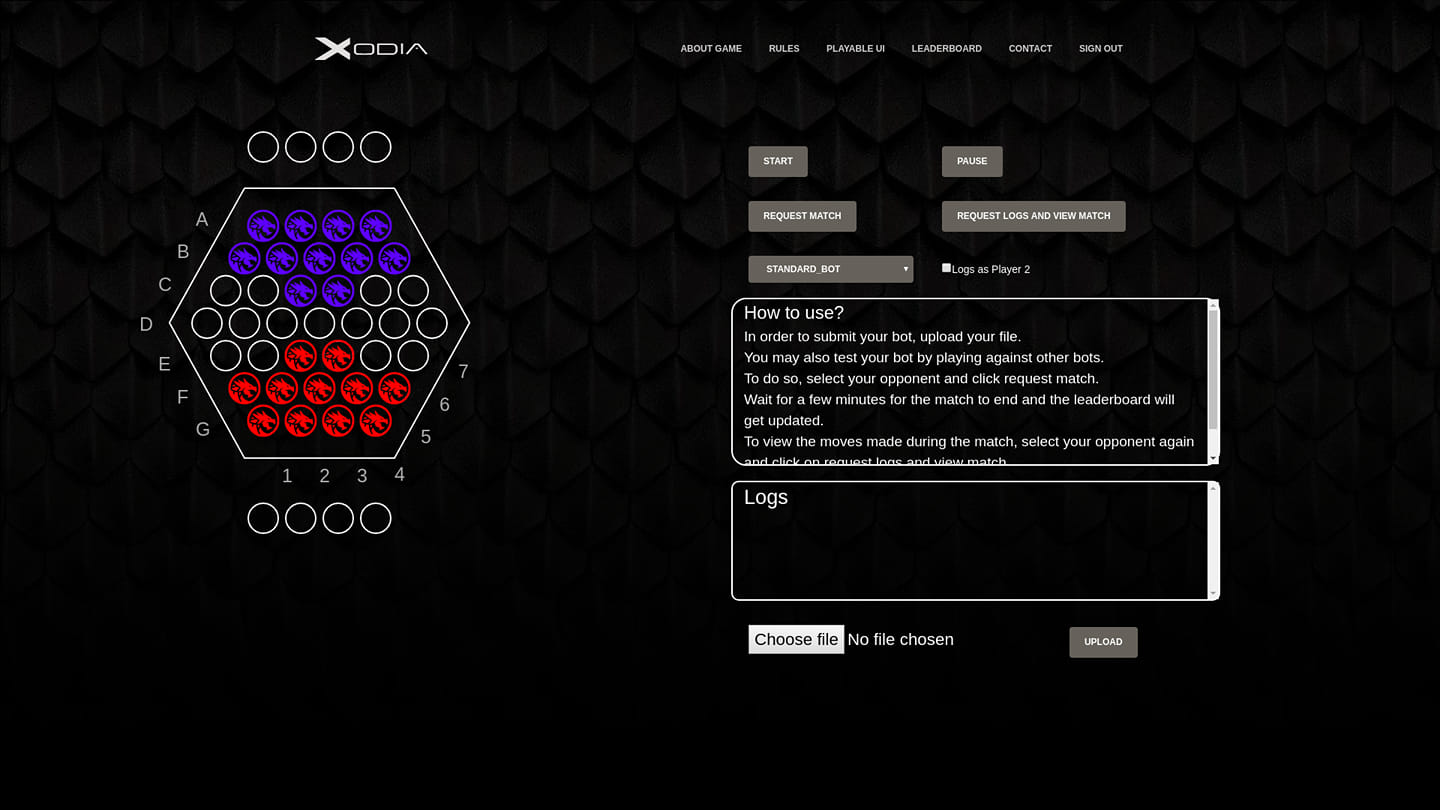 XODIA
ABOUT GAME
RULES
PLAYABLE UI
LEADERBOARD
CONTACT
SIGN OUT
A
B
C
D
E
F
G
7
6
5
4
1 2 3
START
PAUSE
REQUEST MATCH
REQUEST LOGS AND VIEW MATCH
STANDARD_BOT
Logs as Player 2
How to use?
In order to submit your bot, upload your file.
You may also test your bot by playing against other bots.
To do so, select your opponent and click request match.
Wait for a few minutes for the match to end and the leaderboard will
get updated.
To view the moves made during the match, select your opponent again
and click on request logs and view match
Logs
Choose file No file chosen
UPLOAD